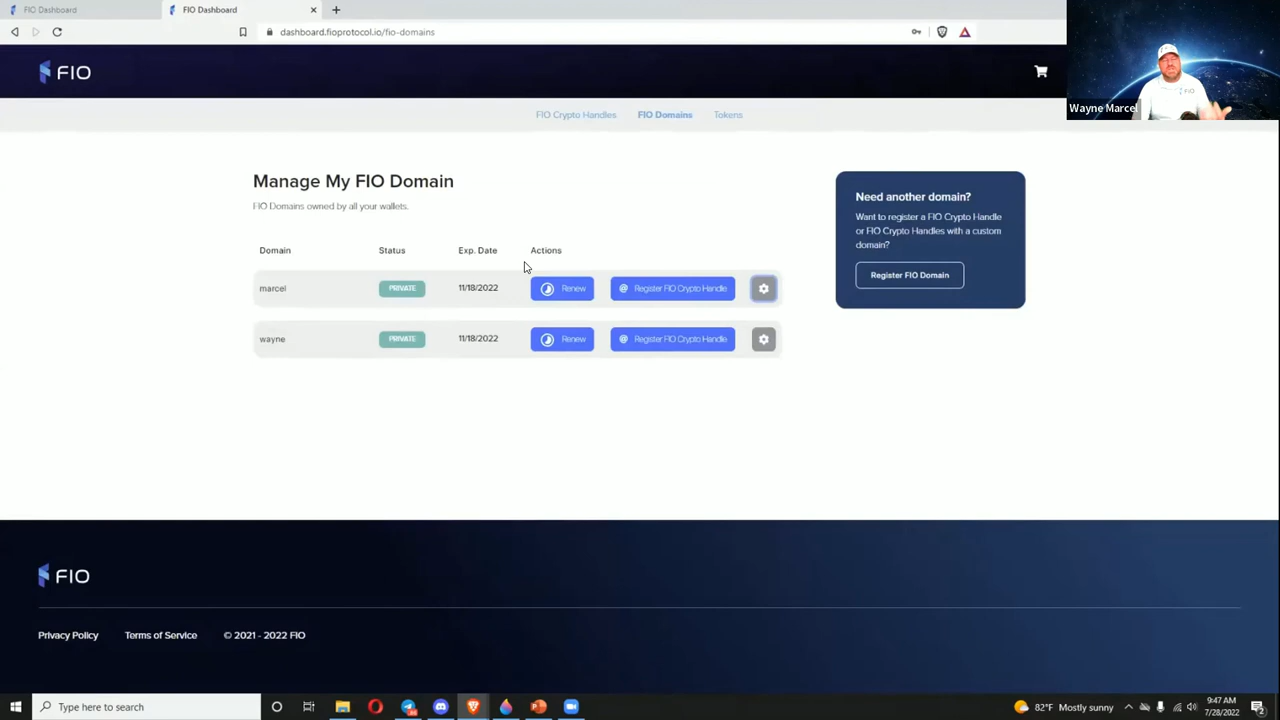 FIO Dashboard
FIO Dashboard
dashboard.fioprotocol.io/fio-domains
FIO
Wayne Marcel
FIO Crypto Handles
FIO Domains
Tokens
Manage My FIO Domain
FIO Domains owned by all your wallets.
Domain Status Exp. Date Actions
marcel PRIVATE 11/18/2022 Renew @ Register FIO Crypto Handle
wayne PRIVATE 11/18/2022 Renew @ Register FIO Crypto Handle
Need another domain?
Want to register a FIO Crypto Handle
or FIO Crypto Handles with a custom
domain?
Register FIO Domain
FIO
Privacy Policy Terms of Service © 2021 - 2022 FIO
Type here to search
82°F Mostly sunny
9:47 AM
7/28/2022